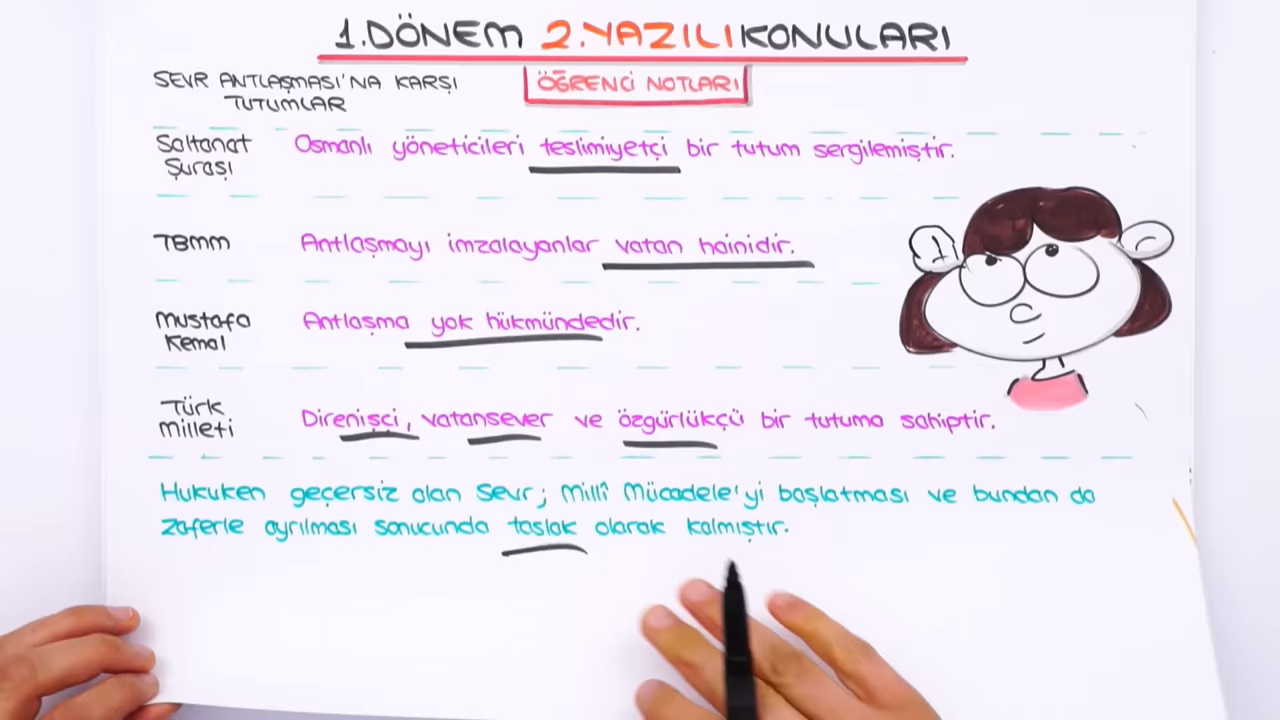 1.DÖNEM 2.YAZILI KONULARI
SEVR ANTLAŞMASI'NA KARŞI
TUTUMLAR
ÖĞRENCİ NOTLARI
Saltanat
Şurası
Osmanlı yöneticileri teslimiyetçi bir tutum sergilemiştir.
TBMM
Antlaşmayı imzalayanlar vatan hainidir.
Mustafa
Kemal
Antlaşma yok hükmündedir.
Türk
Milleti
Direnişçi, vatansever ve özgürlükçü bir tutuma sahiptir.
Hukuken geçersiz olan Sevr; Millî Mücadele'yi başlatması ve bundan da
zaferle ayrılması sonucunda taslak olarak kalmıştır.